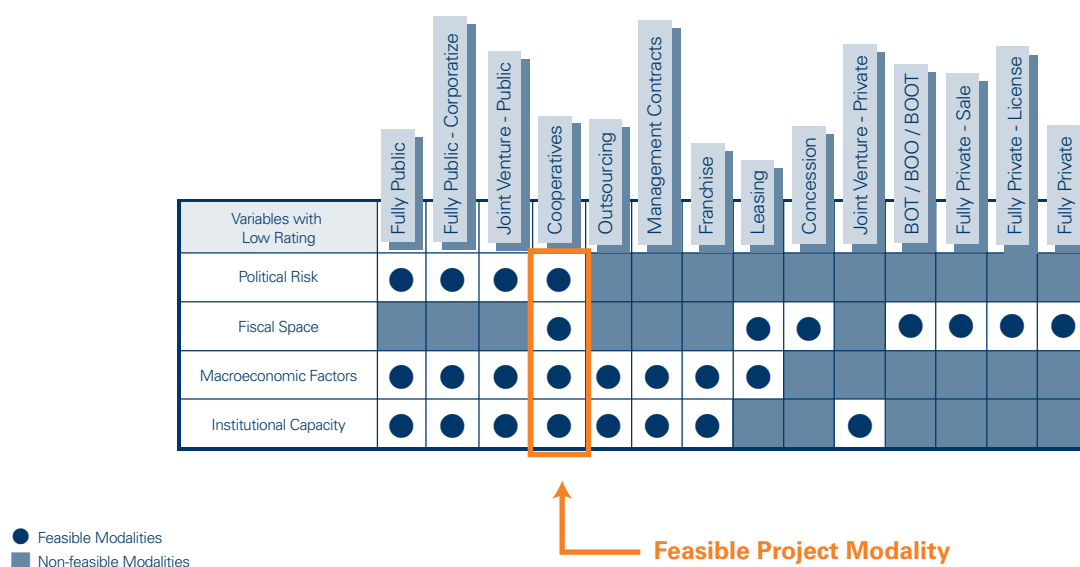 Fully Public
Fully Public - Corporatize
Joint Venture - Public
Cooperatives
Outsourcing
Management Contracts
Franchise
Leasing
Concession
Joint Venture - Private
BOT / BOO / BOOT
Fully Private - Sale
Fully Private - License
Fully Private
Variables with
Low Rating
Political Risk
Fiscal Space
Macroeconomic Factors
Institutional Capacity
Feasible Modalities
Non-feasible Modalities
Feasible Project Modality